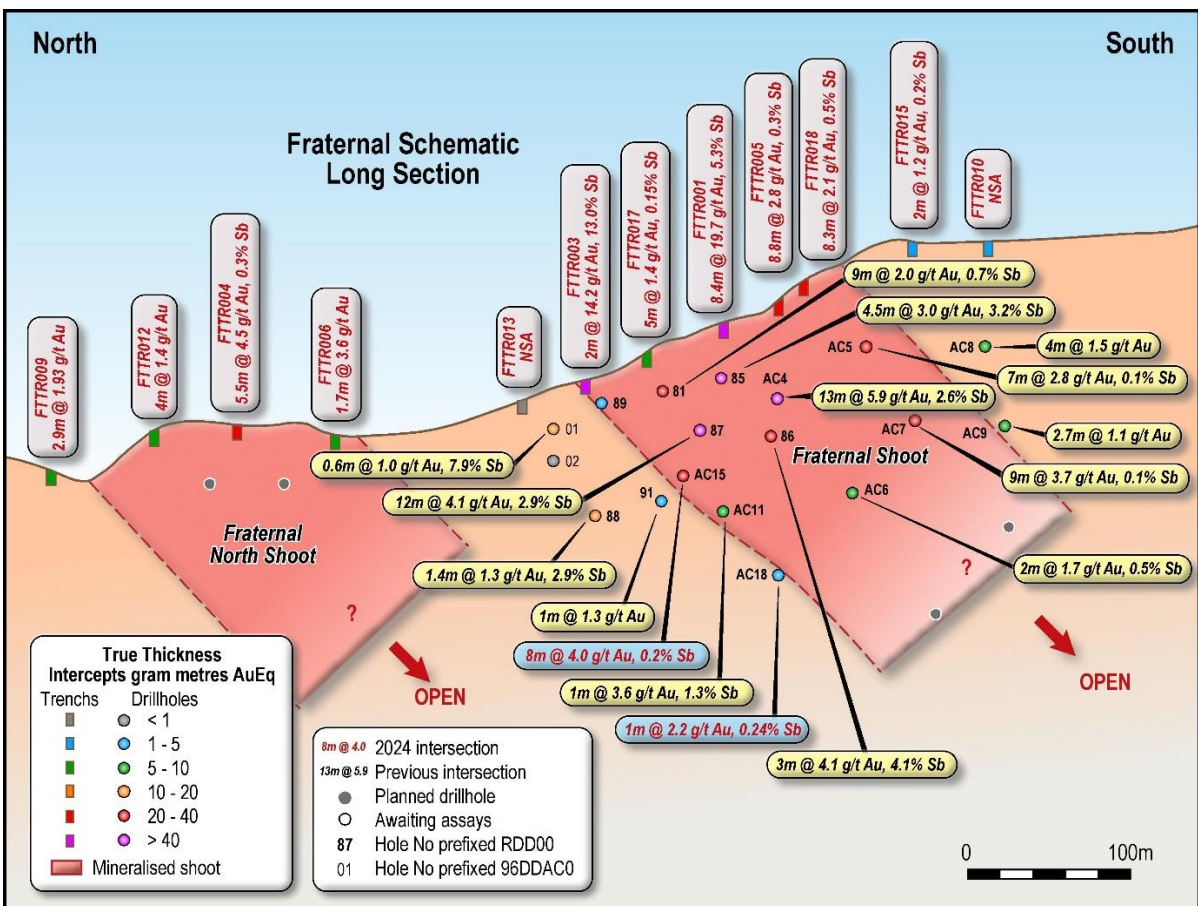 North
South
Fraternal Schematic
Long Section
FTTR009
2.9m @ 1.93 g/t Au
FTTR012
4m @ 1.4 g/t Au
FTTR004
5.5m @ 4.5 g/t Au, 0.3% Sb
FTTR006
1.7m @ 3.6 g/t Au
FTTR013
NSA
FTTR003
2m @ 14.2 g/t Au, 13.0% Sb
FTTR017
5m @ 1.4 g/t Au, 0.15% Sb
FTTR001
8.4m @ 19.7 g/t Au, 5.3% Sb
FTTR005
8.8m @ 2.8 g/t Au, 0.3% Sb
FTTR018
8.3m @ 2.1 g/t Au, 0.5% Sb
FTTR015
2m @ 1.2 g/t Au, 0.2% Sb
FTTR010
NSA
9m @ 2.0 g/t Au, 0.7% Sb
4.5m @ 3.0 g/t Au, 3.2% Sb
AC5
AC8
4m @ 1.5 g/t Au
7m @ 2.8 g/t Au, 0.1% Sb
89
81
85
AC4
13m @ 5.9 g/t Au, 2.6% Sb
01
87
86
AC7
AC9
2.7m @ 1.1 g/t Au
02
0.6m @ 1.0 g/t Au, 7.9% Sb
Fraternal Shoot
9m @ 3.7 g/t Au, 0.1% Sb
12m @ 4.1 g/t Au, 2.9% Sb
AC15
91
88
AC11
AC6
Fraternal
North Shoot
AC18
1.4m @ 1.3 g/t Au, 2.9% Sb
2m @ 1.7 g/t Au, 0.5% Sb
?
?
1m @ 1.3 g/t Au
8m @ 4.0 g/t Au, 0.2% Sb
1m @ 3.6 g/t Au, 1.3% Sb
1m @ 2.2 g/t Au, 0.24% Sb
3m @ 4.1 g/t Au, 4.1% Sb
OPEN
OPEN
True Thickness
Intercepts gram metres AuEq
Trenchs Drillholes
< 1
1 - 5
5 - 10
10 - 20
20 - 40
> 40
Mineralised shoot
8m @ 4.0 2024 intersection
13m @ 5.9 Previous intersection
Planned drillhole
Awaiting assays
87 Hole No prefixed RDD00
01 Hole No prefixed 96DDAC0
0 100m